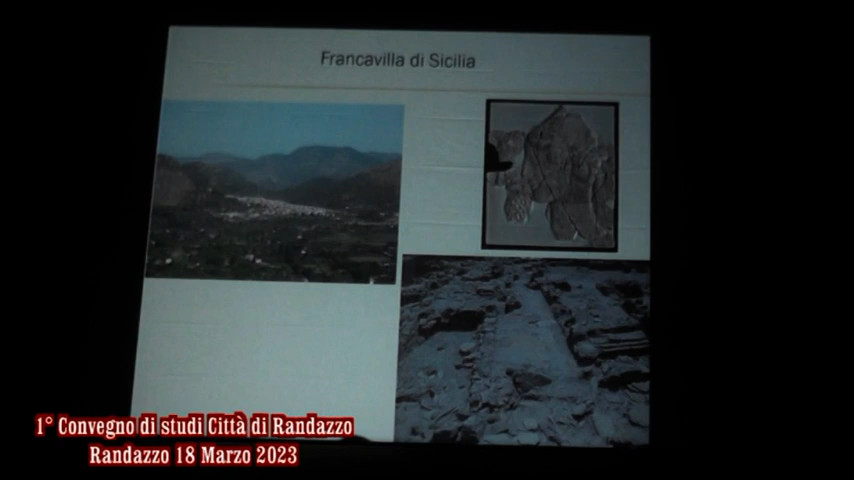 Francavilla di Sicilia
1° Convegno di studi Città di Randazzo
Randazzo 18 Marzo 2023